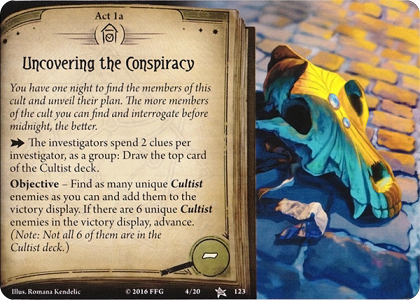 Act 1a
Uncovering the Conspiracy
You have one night to find the members of this
cult and unveil their plan. The more members
of the cult you can find and interrogate before
midnight, the better.
The investigators spend 2 clues per
investigator, as a group: Draw the top card
of the Cultist deck.
Objective – Find as many unique Cultist
enemies as you can and add them to the
victory display. If there are 6 unique Cultist
enemies in the victory display, advance.
(Note: Not all 6 of them are in the
Cultist deck.)
–
Illus. Romana Kendelic © 2016 FFG 4/20 123